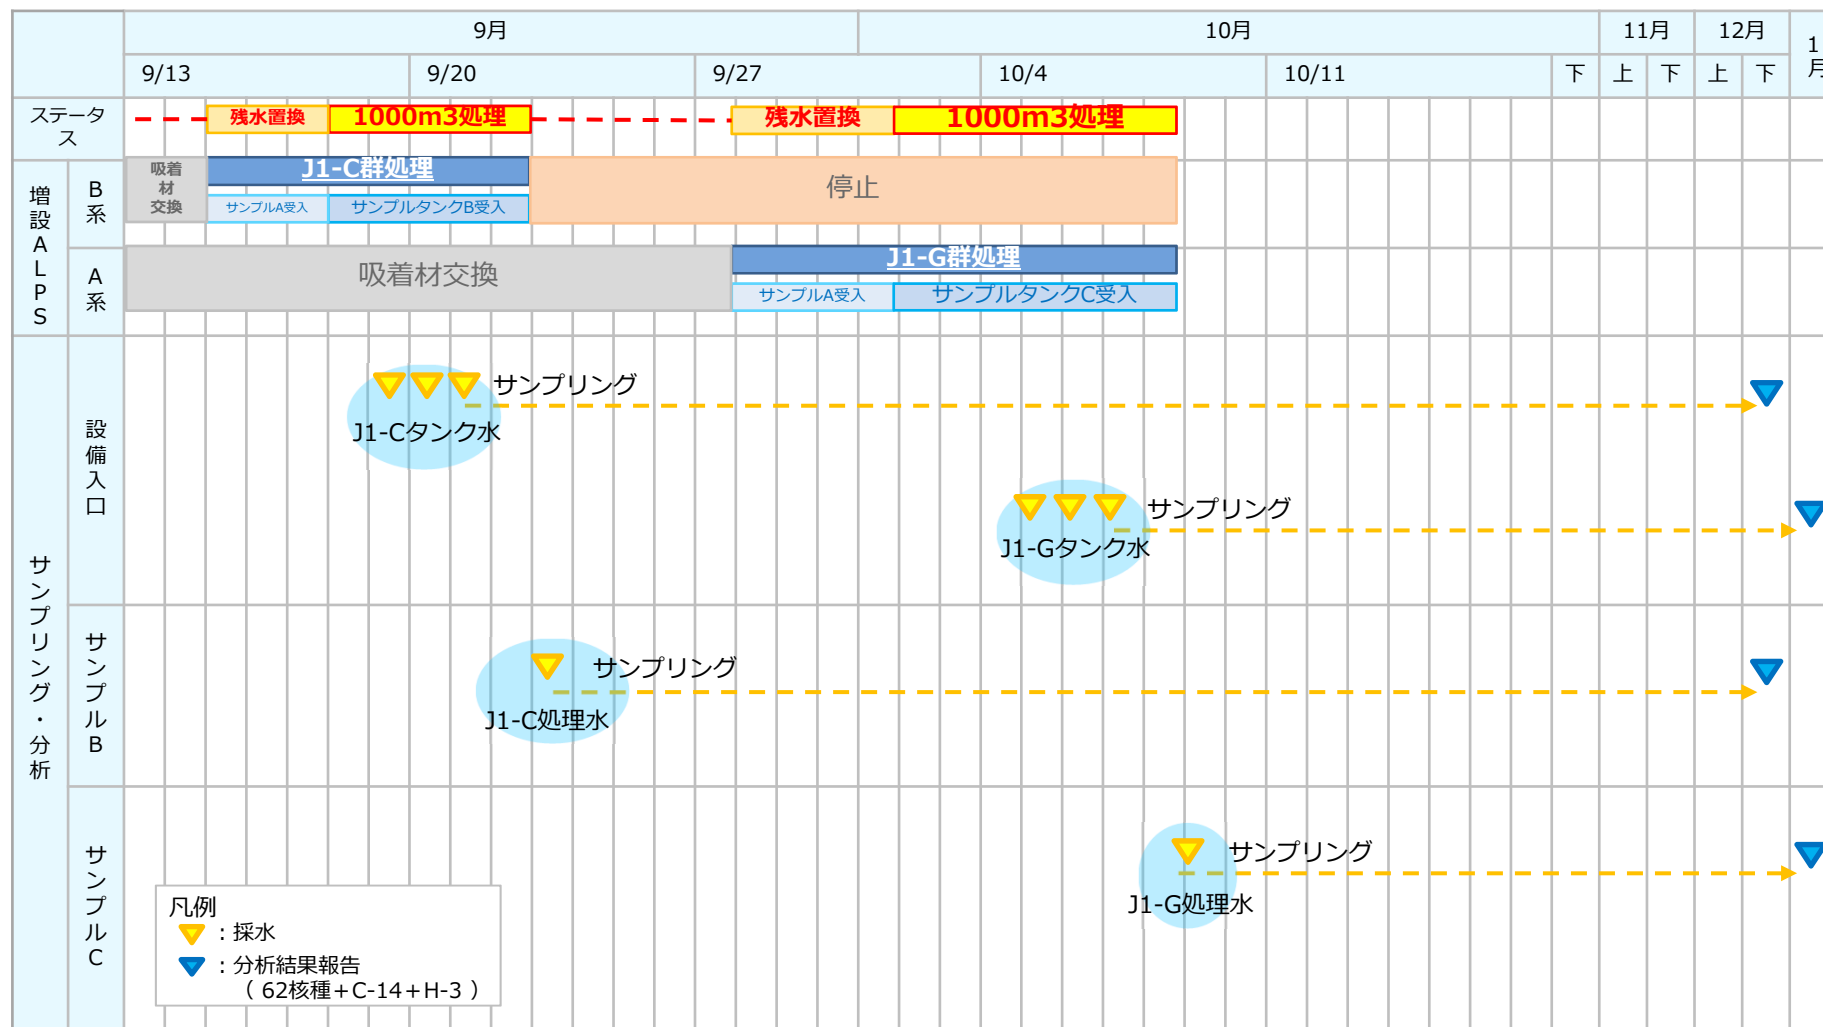 9月
10月
11月
12月
1
月
9/13
9/20
9/27
10/4
10/11
下
上
下
上
下
ステータ
ス
残水置換
1000m3処理
残水置換
1000m3処理
増設ALPS
B系
吸着
材
交換
J1-C群処理
サンプルA受入
サンプルタンクB受入
停止
A系
吸着材交換
J1-G群処理
サンプルA受入
サンプルタンクC受入
サンプリング・分析
設備入口
サンプリング
J1-Cタンク水
サンプリング
J1-Gタンク水
サンプルB
サンプリング
J1-C処理水
サンプルC
サンプリング
J1-G処理水
凡例
：採水
：分析結果報告
（ 62核種＋C-14＋H-3 ）